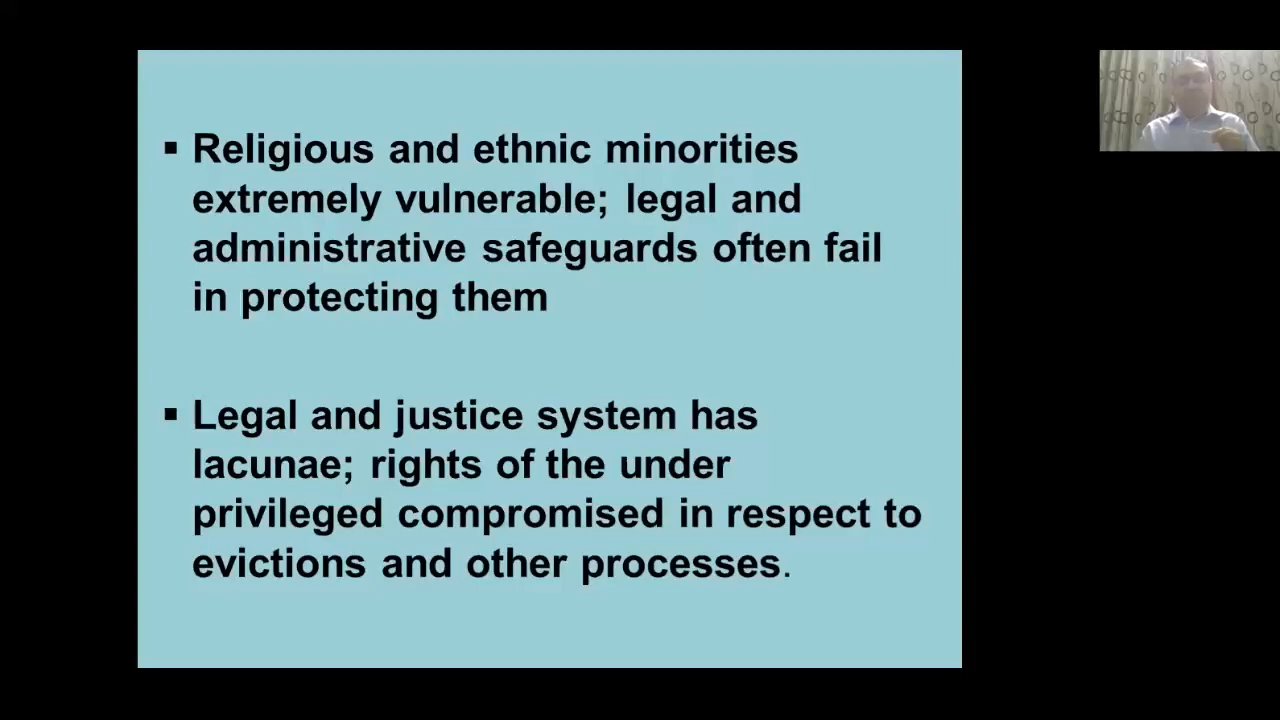 ▪ Religious and ethnic minorities
extremely vulnerable; legal and
administrative safeguards often fail
in protecting them
▪ Legal and justice system has
lacunae; rights of the under
privileged compromised in respect to
evictions and other processes.